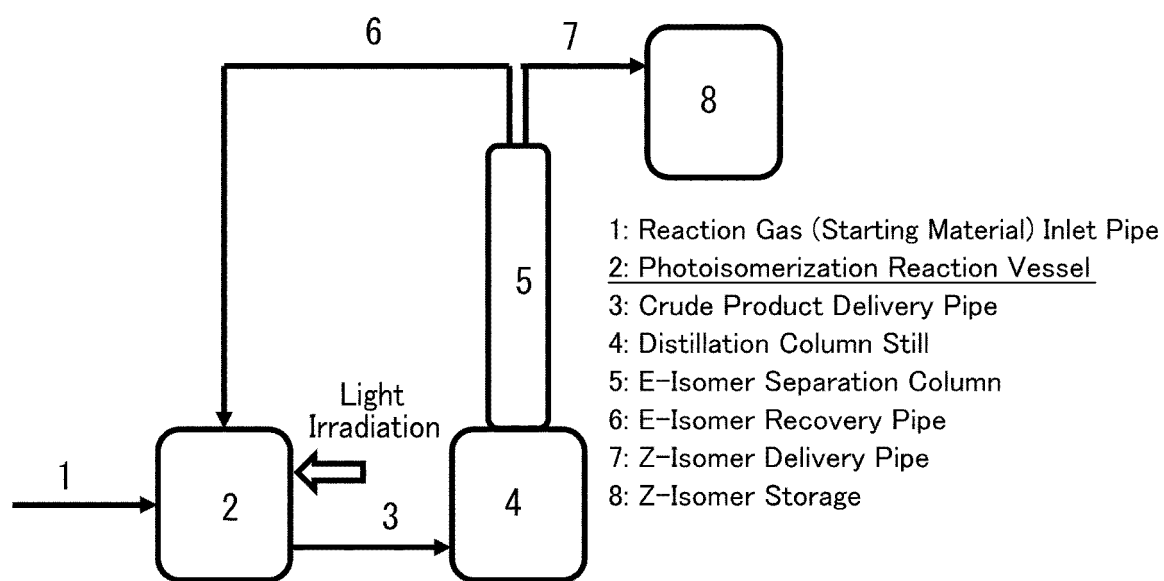 6
7
8
1: Reaction Gas (Starting Material) Inlet Pipe
2: Photoisomerization Reaction Vessel
3: Crude Product Delivery Pipe
4: Distillation Column Still
5: E-Isomer Separation Column
6: E-Isomer Recovery Pipe
7: Z-Isomer Delivery Pipe
8: Z-Isomer Storage
5
Light
Irradiation
1
2
3
4